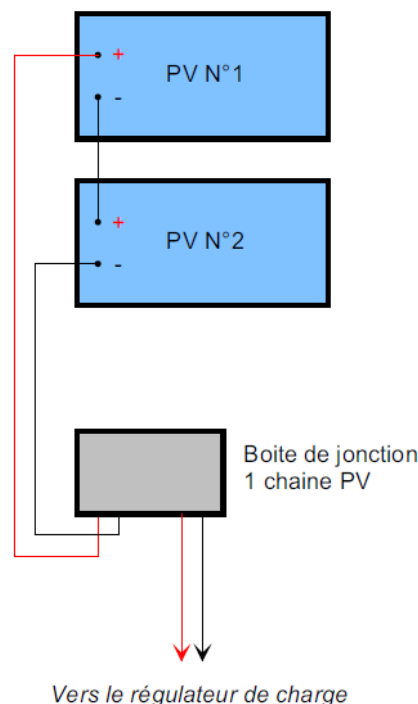 +
PV N°1
-
+
PV N°2
-
Boite de jonction
1 chaine PV
Vers le régulateur de charge